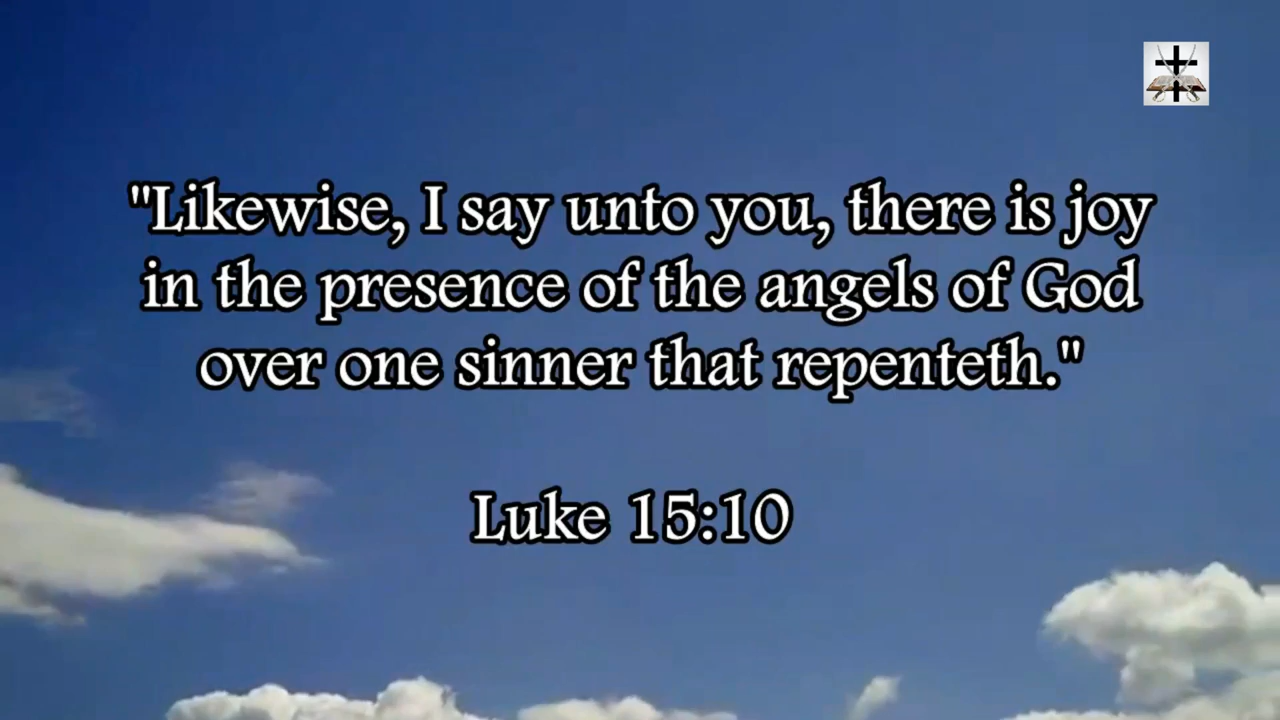 "Likewise, I say unto you, there is joy
in the presence of the angels of God
over one sinner that repenteth."
Luke 15:10